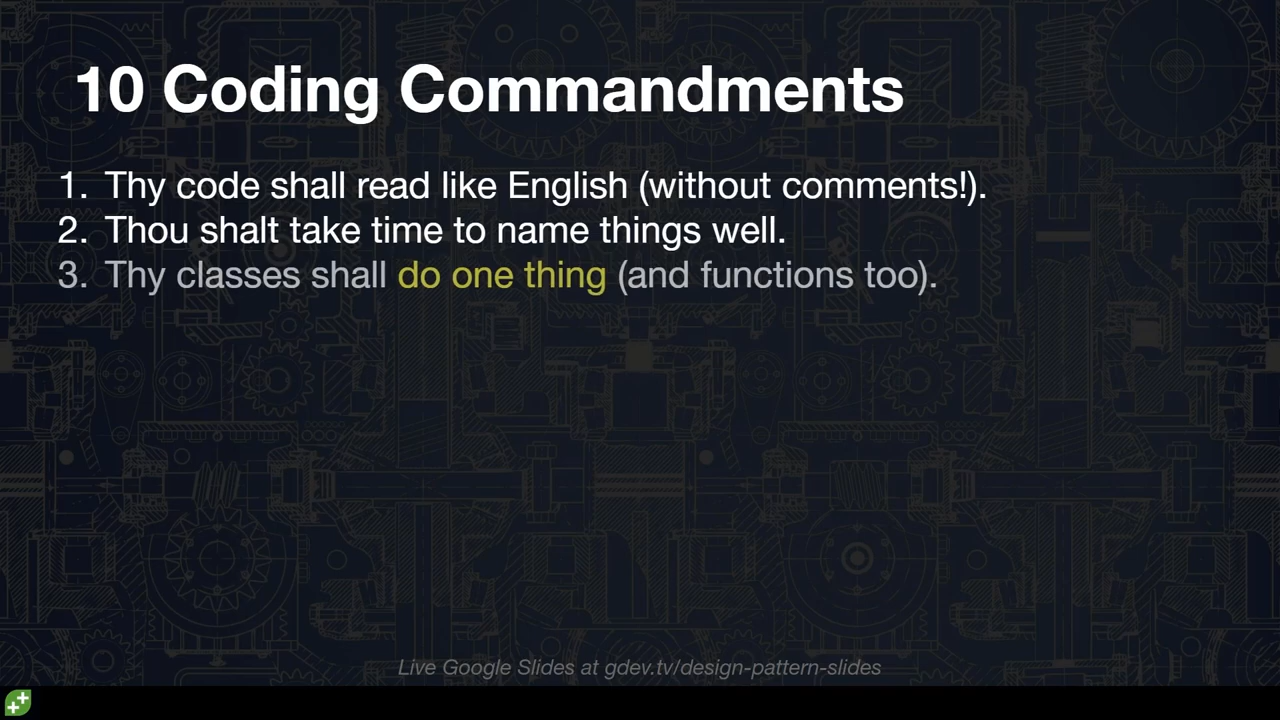 10 Coding Commandments
1. Thy code shall read like English (without comments!).
2. Thou shalt take time to name things well.
3. Thy classes shall do one thing (and functions too).
Live Google Slides at gdev.tv/design-pattern-slides